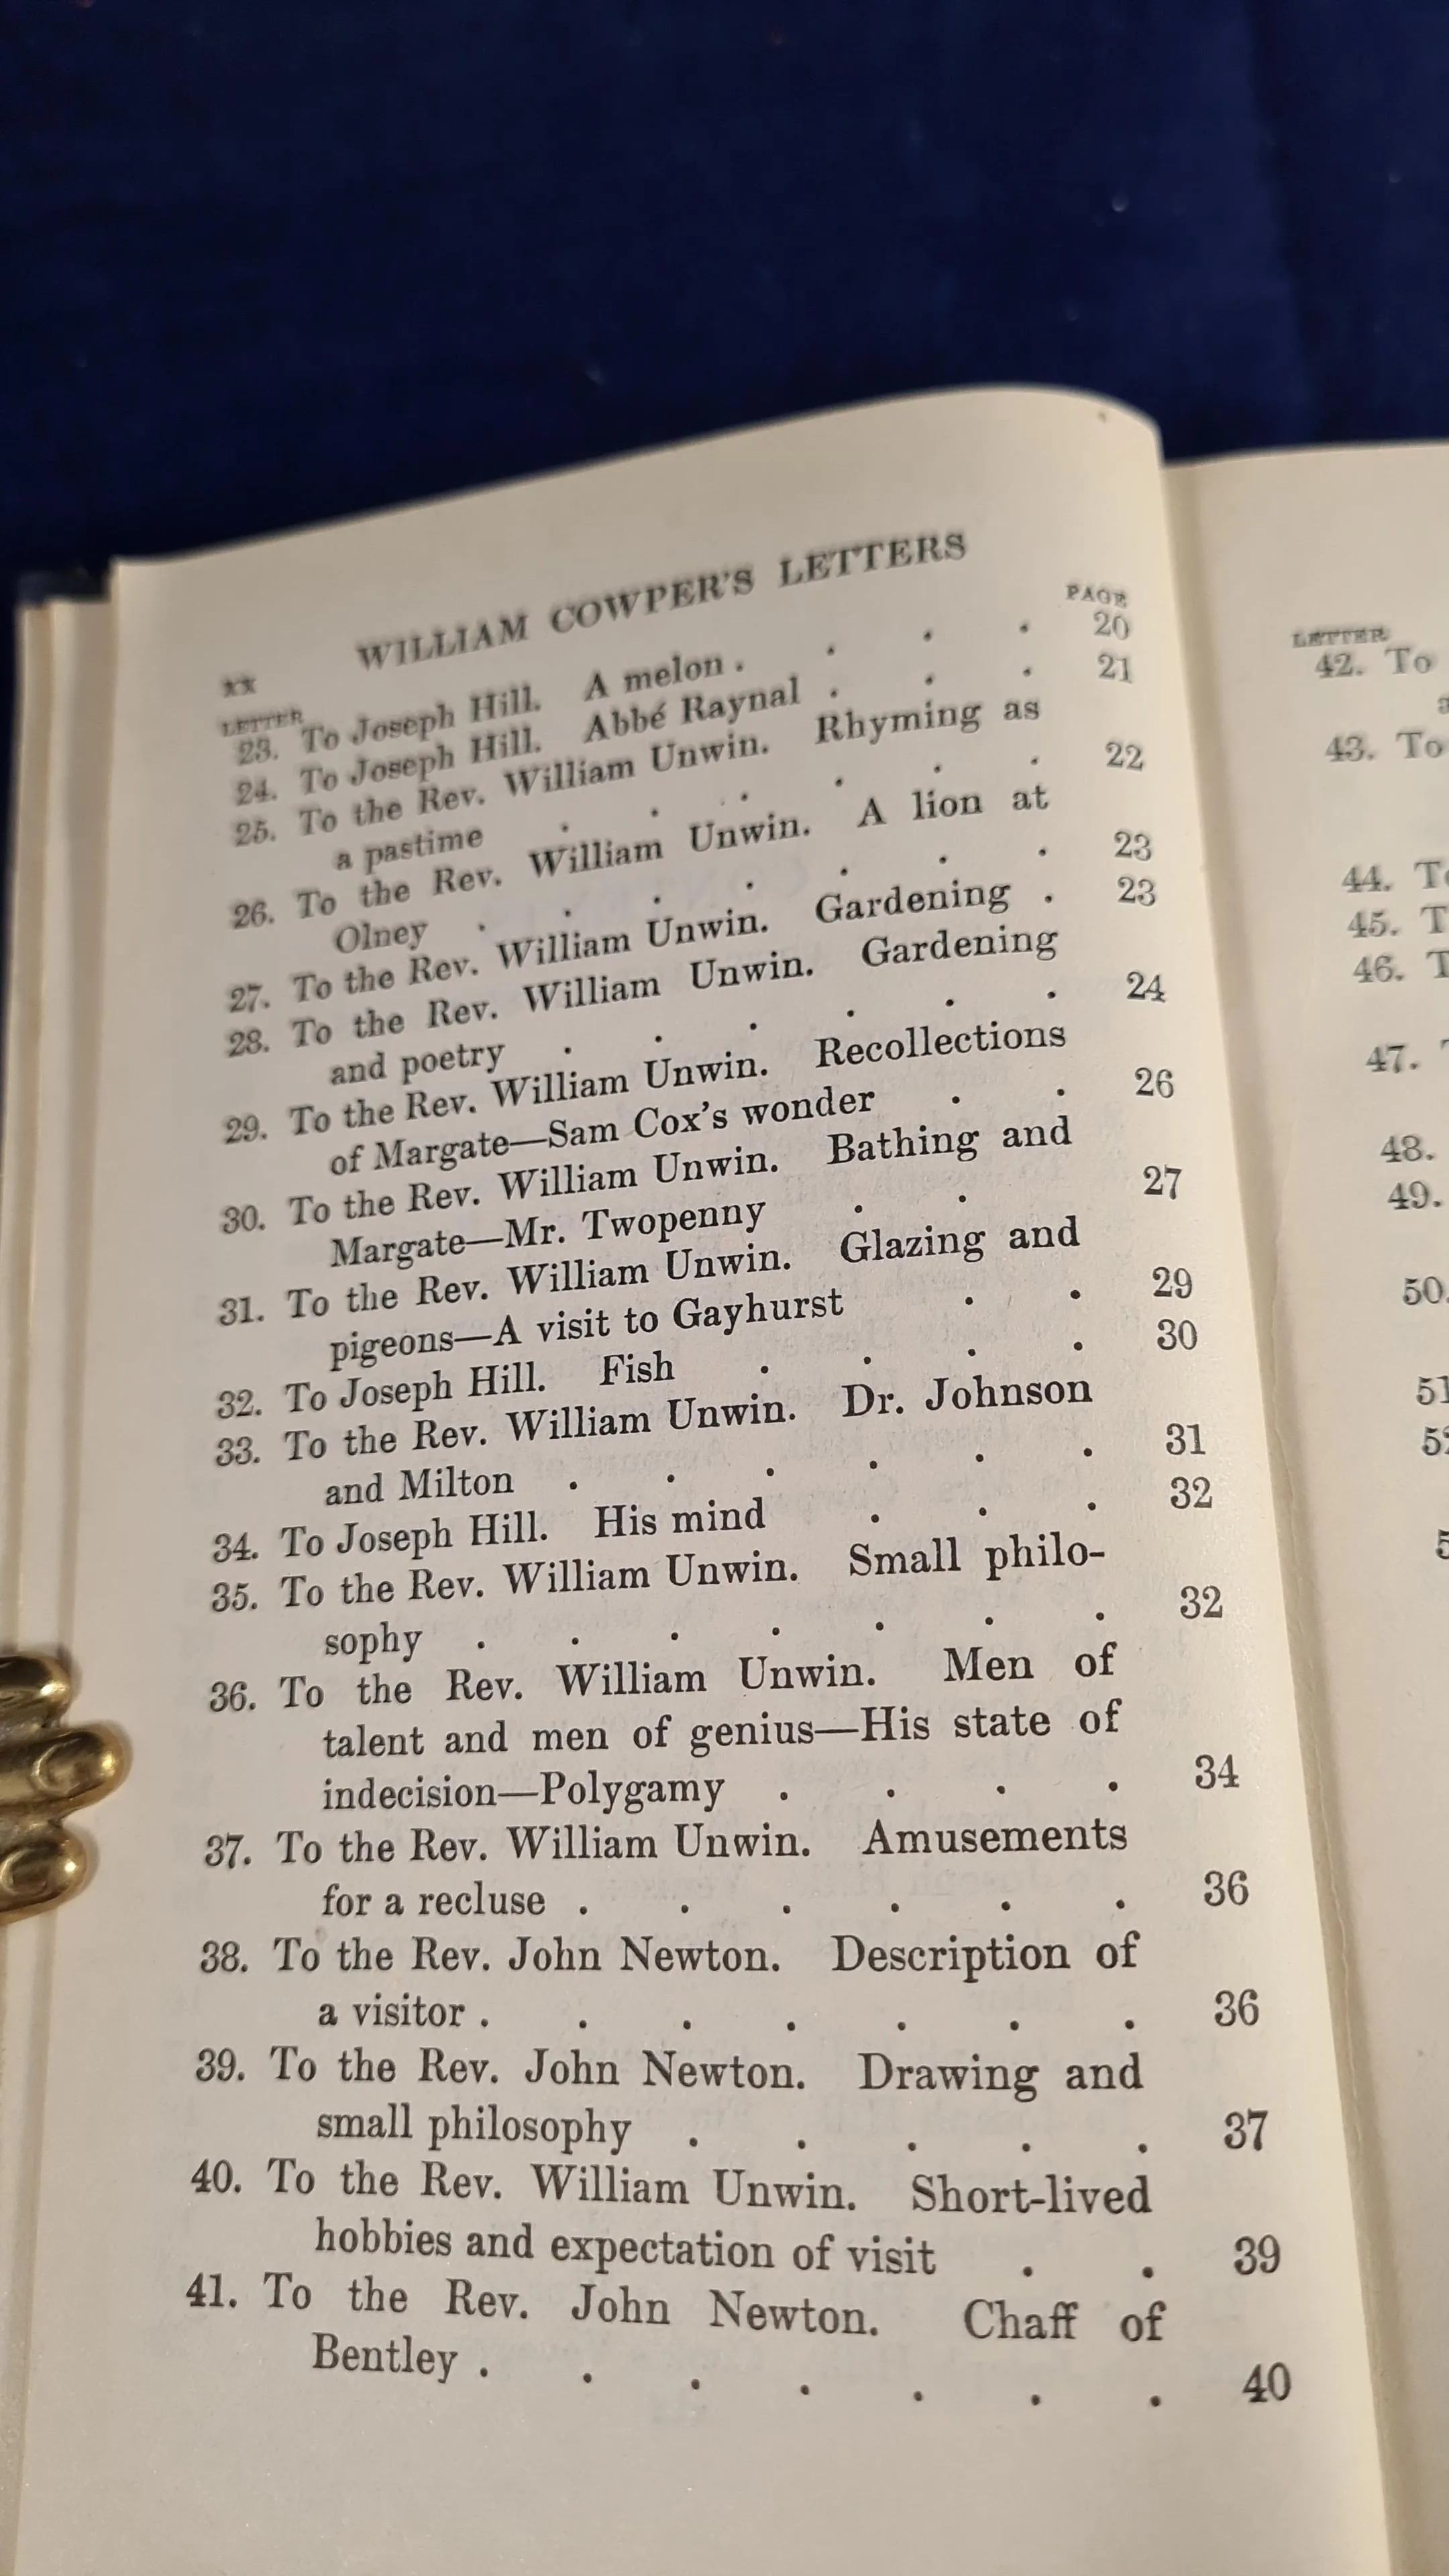 xx WILLIAM COWPER'S LETTERS
LETTER PAGE
23. To Joseph Hill. A melon . . . . 20
24. To Joseph Hill. Abbé Raynal . . . 21
25. To the Rev. William Unwin. Rhyming as
a pastime . . . . . . 22
26. To the Rev. William Unwin. A lion at
Olney . . . . . . . 23
27. To the Rev. William Unwin. Gardening . 23
28. To the Rev. William Unwin. Gardening
and poetry . . . . . . 24
29. To the Rev. William Unwin. Recollections
of Margate—Sam Cox's wonder . . 26
30. To the Rev. William Unwin. Bathing and
Margate—Mr. Twopenny . . 27
31. To the Rev. William Unwin. Glazing and
pigeons—A visit to Gayhurst . . 29
32. To Joseph Hill. Fish . . . . 30
33. To the Rev. William Unwin. Dr. Johnson
and Milton . . . . . . 31
34. To Joseph Hill. His mind . . . 32
35. To the Rev. William Unwin. Small philo-
sophy . . . . . . . 32
36. To the Rev. William Unwin. Men of
talent and men of genius—His state of
indecision—Polygamy . . . . 34
37. To the Rev. William Unwin. Amusements
for a recluse . . . . . . 36
38. To the Rev. John Newton. Description of
a visitor . . . . . . . 36
39. To the Rev. John Newton. Drawing and
small philosophy . . . . . 37
40. To the Rev. William Unwin. Short-lived
hobbies and expectation of visit . . 39
41. To the Rev. John Newton. Chaff of
Bentley . . . . . . . 40
LETTER
42. To
43. To
44.
45.
46.
47.
48.
49.
50.
51